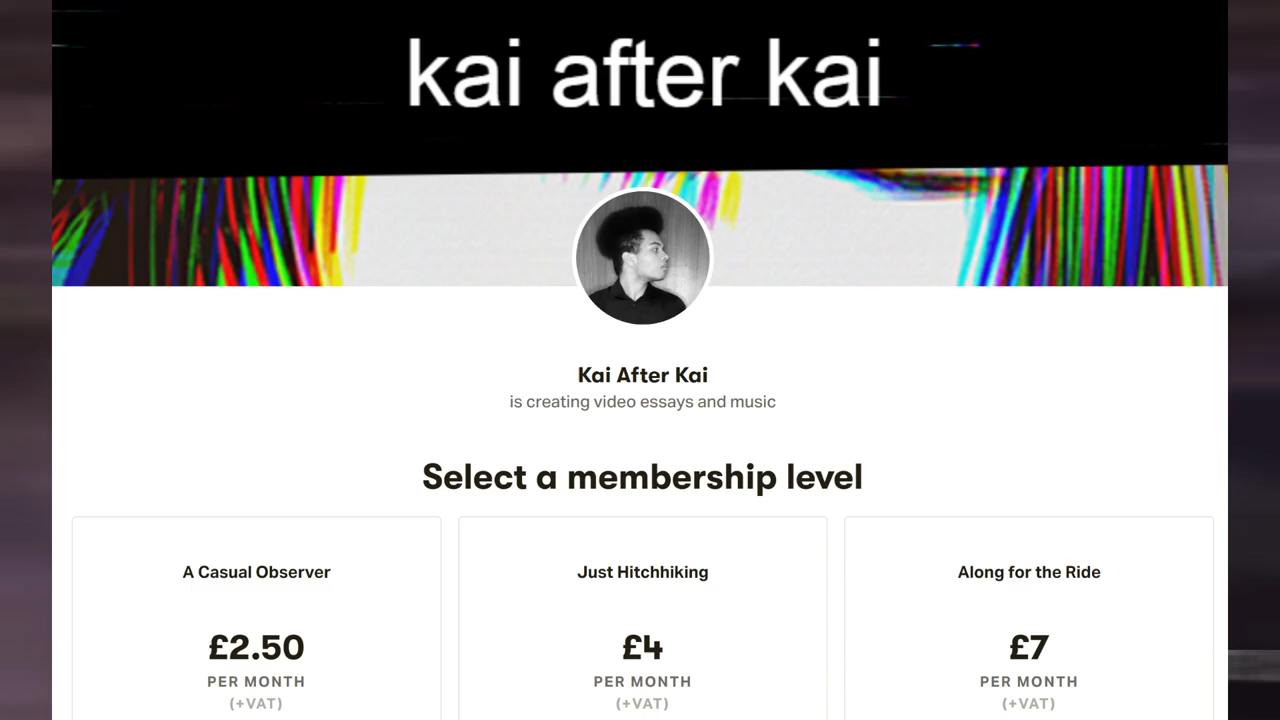 kai after kai
Kai After Kai
is creating video essays and music
Select a membership level
A Casual Observer
£2.50
PER MONTH
(+VAT)
Just Hitchhiking
£4
PER MONTH
(+VAT)
Along for the Ride
£7
PER MONTH
(+VAT)